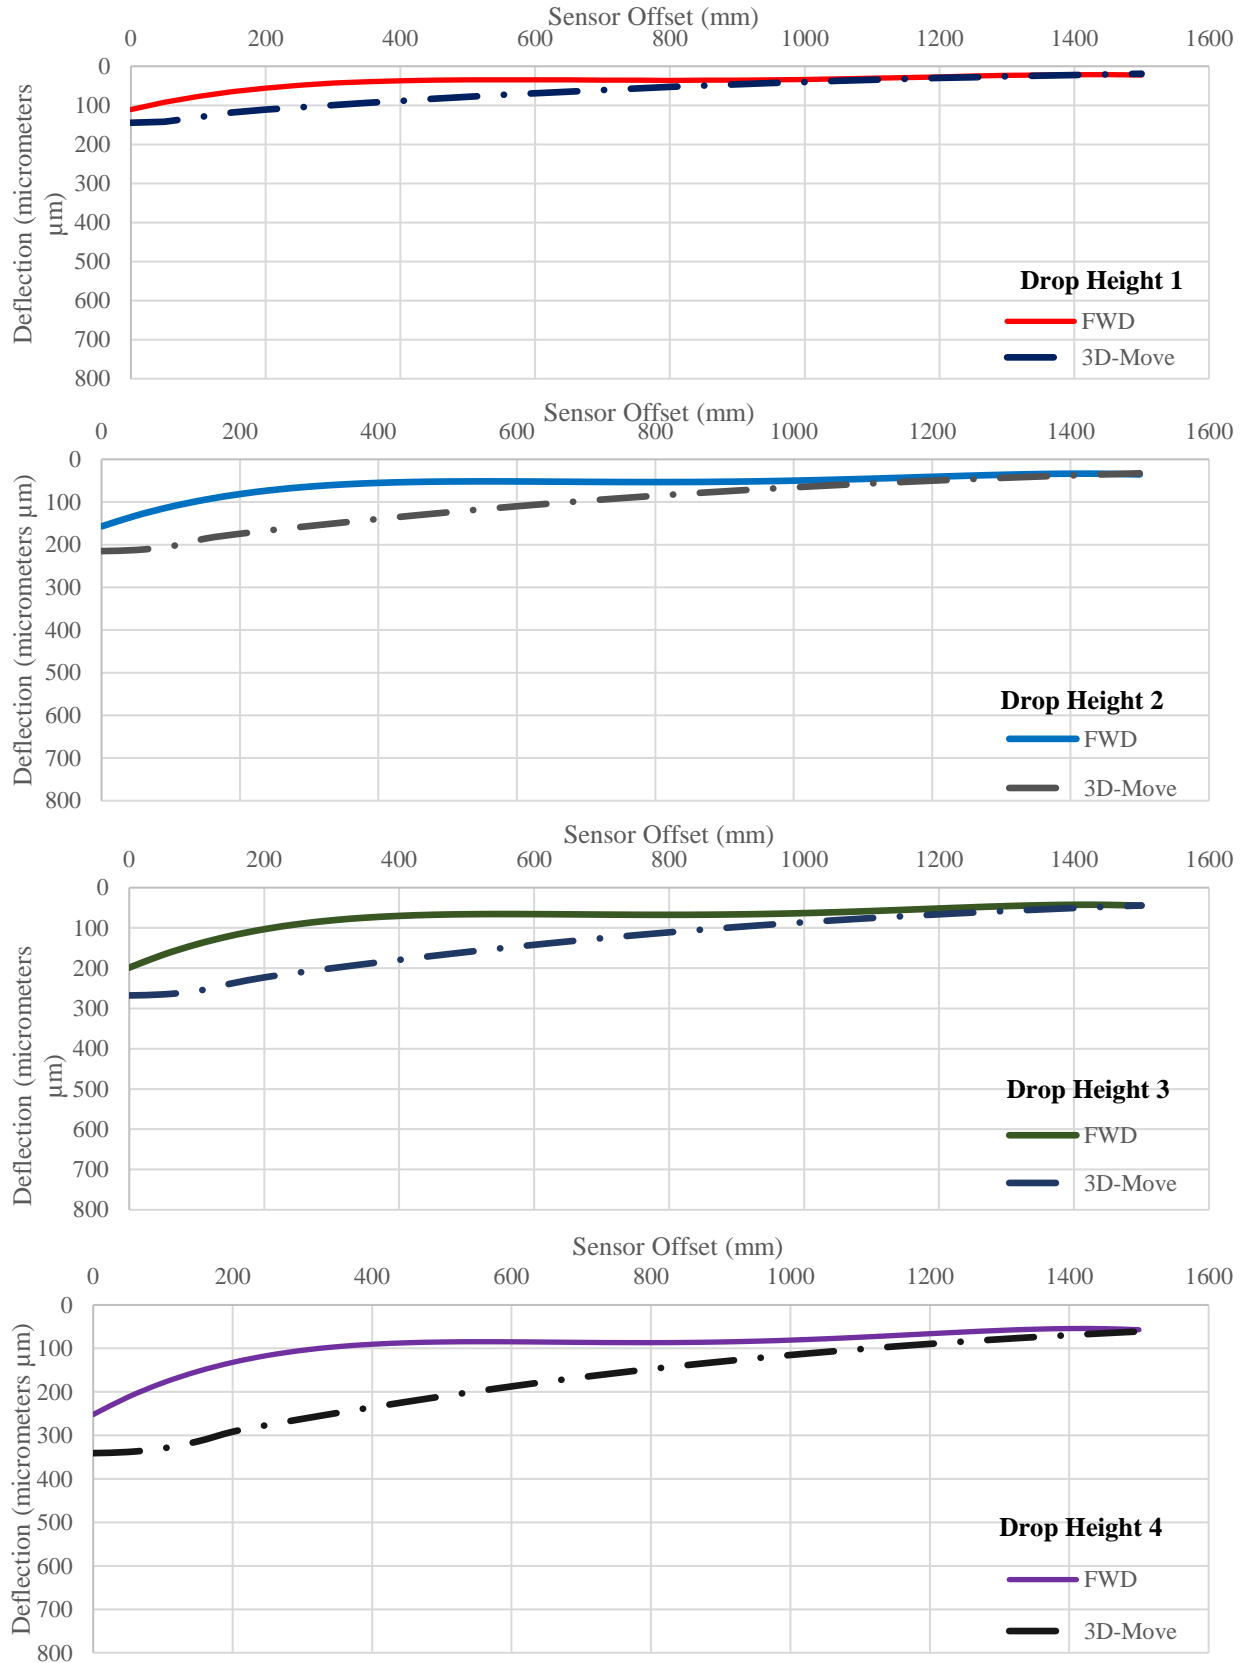 Sensor Offset (mm)
0 200 400 600 800 1000 1200 1400 1600
0
100
200
300
400
500
600
700
800
Deflection (micrometers
µm)
Drop Height 1
FWD
3D-Move
Sensor Offset (mm)
0 200 400 600 800 1000 1200 1400 1600
0
100
200
300
400
500
600
700
800
Deflection (micrometers µm)
Drop Height 2
FWD
3D-Move
Sensor Offset (mm)
0 200 400 600 800 1000 1200 1400 1600
0
100
200
300
400
500
600
700
800
Deflection (micrometers
µm)
Drop Height 3
FWD
3D-Move
Sensor Offset (mm)
0 200 400 600 800 1000 1200 1400 1600
0
100
200
300
400
500
600
700
800
Deflection (micrometers µm)
Drop Height 4
FWD
3D-Move